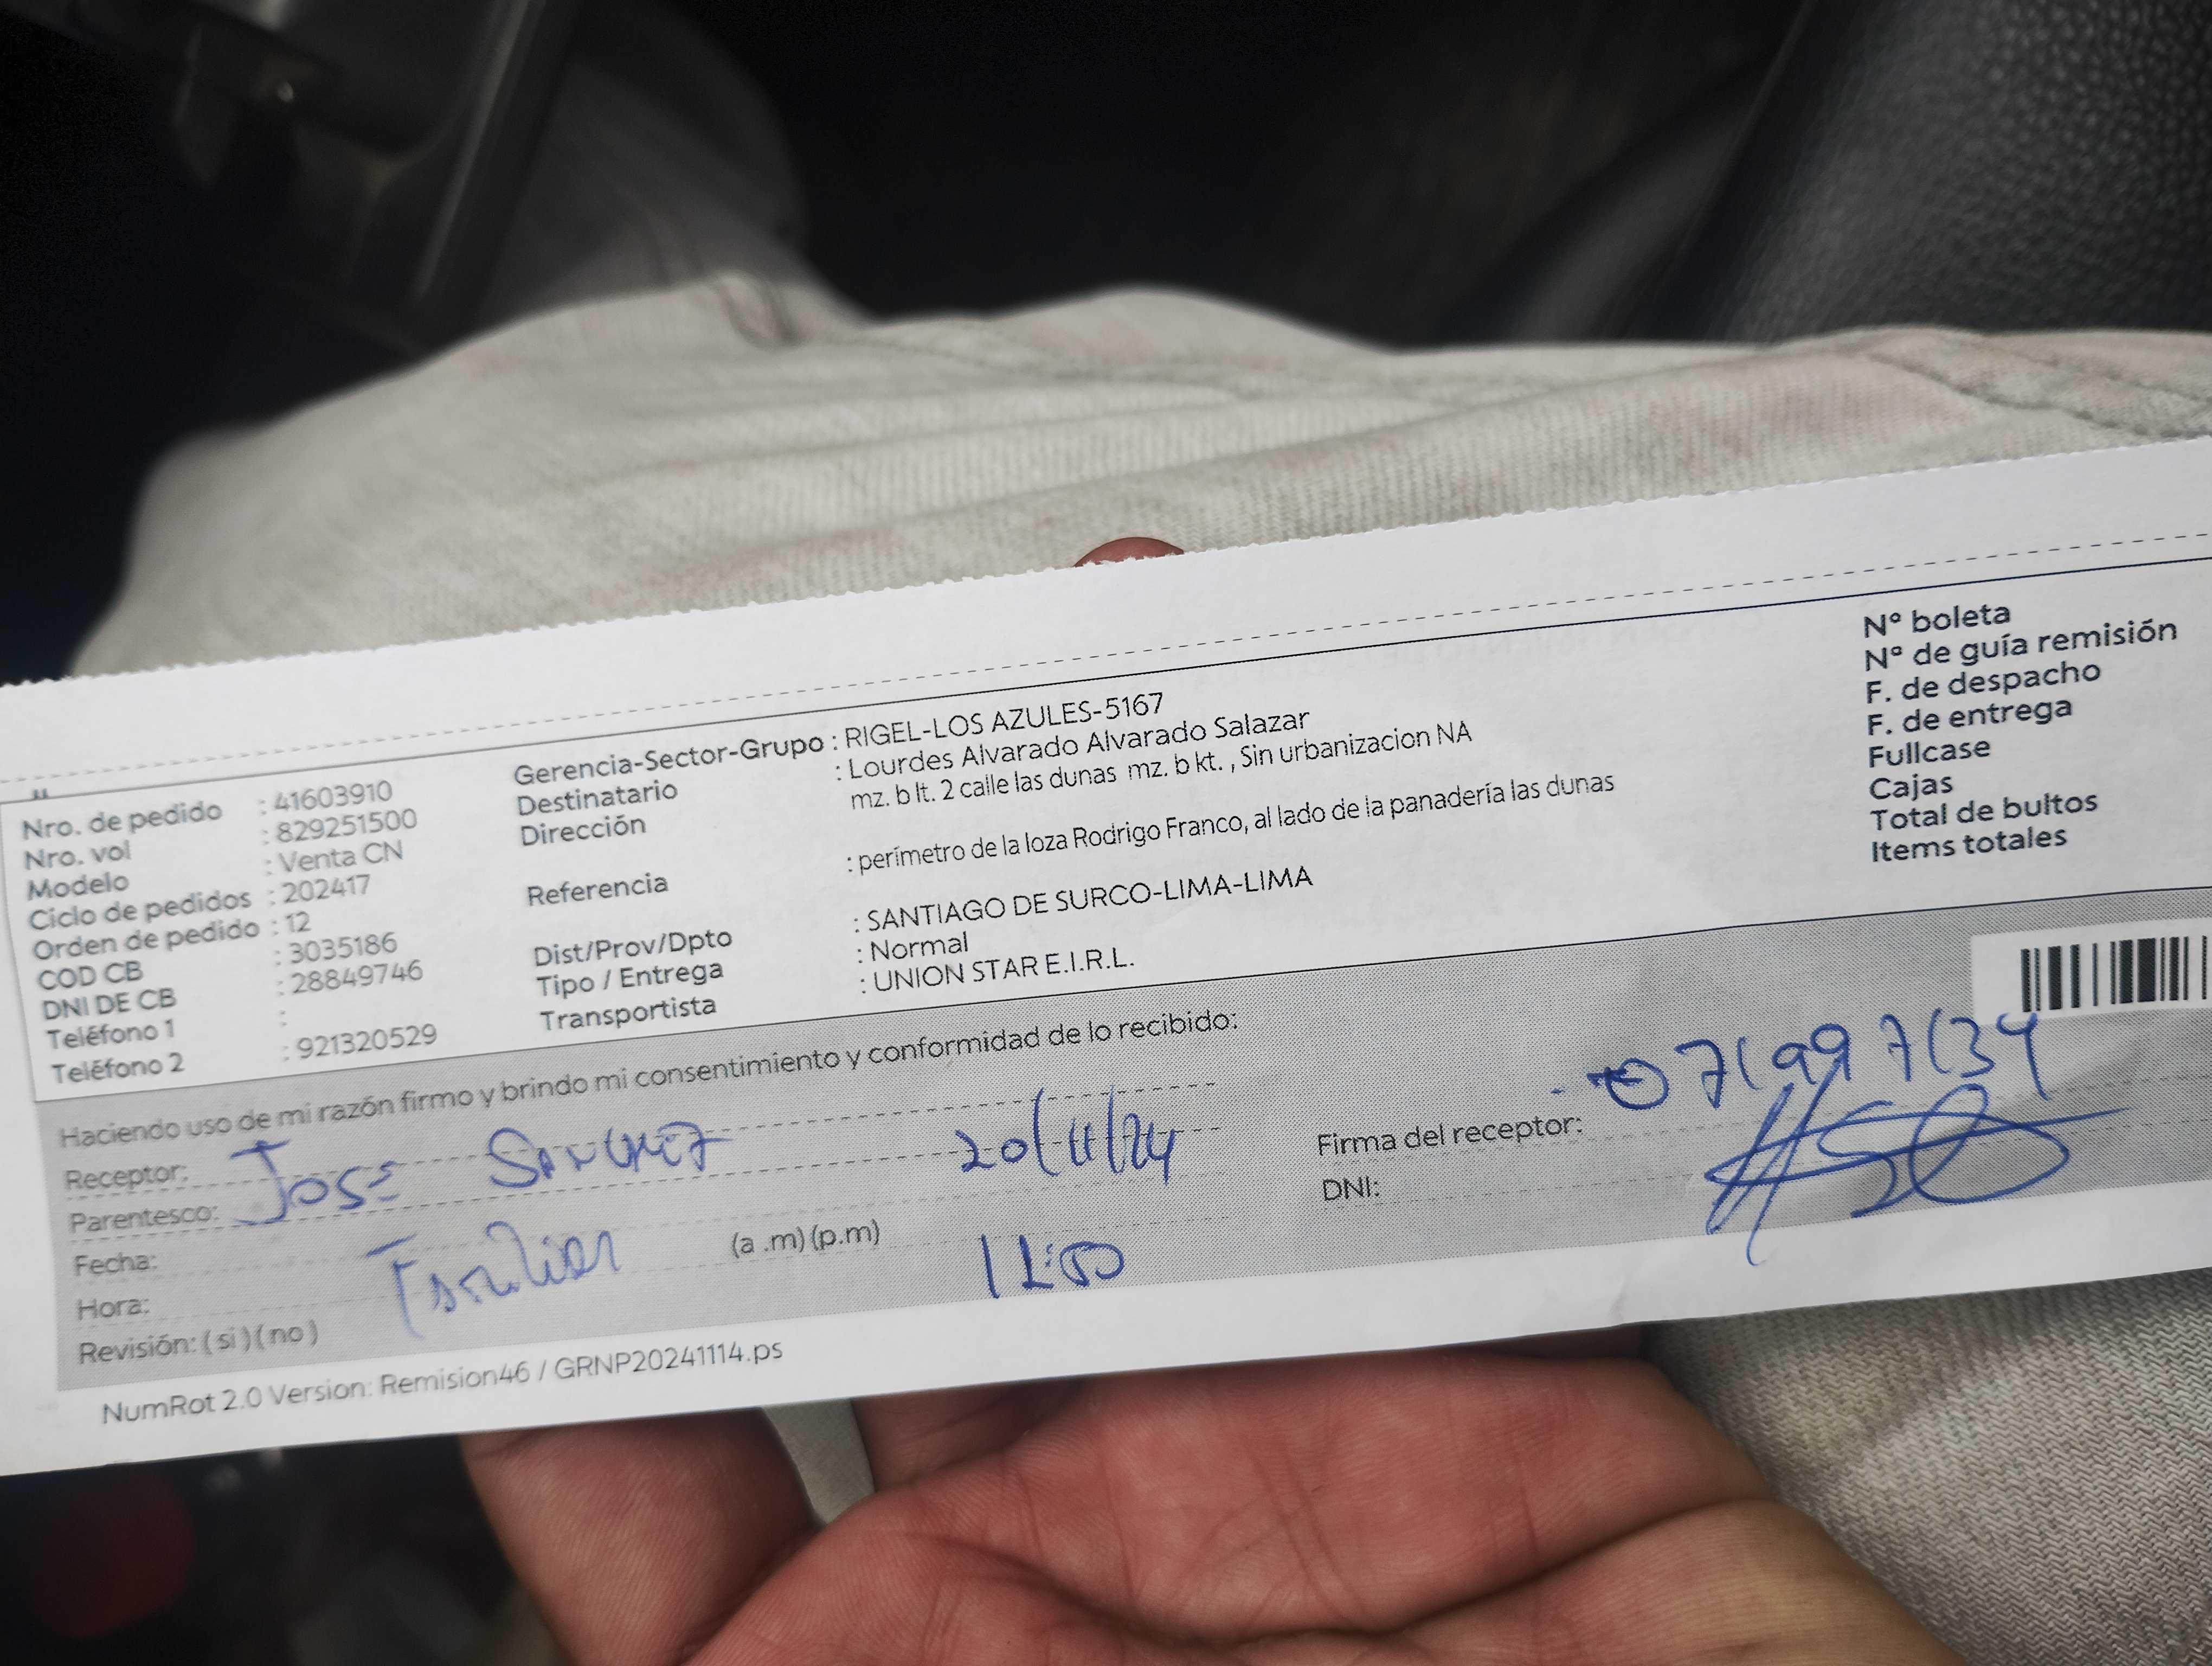 Nro. de pedido : 41603910
Nro. vol : 829251500
Modelo : Venta CN
Ciclo de pedidos : 202417
Orden de pedido : 12
COD CB : 3035186
DNI DE CB : 28849746
Teléfono 1 :
Teléfono 2 : 921320529
Gerencia-Sector-Grupo : RIGEL-LOS AZULES-5167
Destinatario : Lourdes Alvarado Alvarado Salazar
Dirección mz. b lt. 2 calle las dunas mz. b kt. , Sin urbanizacion NA
Referencia : perímetro de la loza Rodrigo Franco, al lado de la panadería las dunas
Dist/Prov/Dpto : SANTIAGO DE SURCO-LIMA-LIMA
Tipo / Entrega : Normal
Transportista : UNION STAR E.I.R.L.
N° boleta
N° de guía remisión
F. de despacho
F. de entrega
Fullcase
Cajas
Total de bultos
Items totales
Haciendo uso de mi razón firmo y brindo mi consentimiento y conformidad de lo recibido:
Receptor: Jose Sanchez 20/11/24
Parentesco:
Fecha:
Hora: Familiar (a .m) (p.m)
Revisión: ( si ) ( no )
Firma del receptor:
DNI:
NumRot 2.0 Version: Remision46 / GRNP20241114.ps